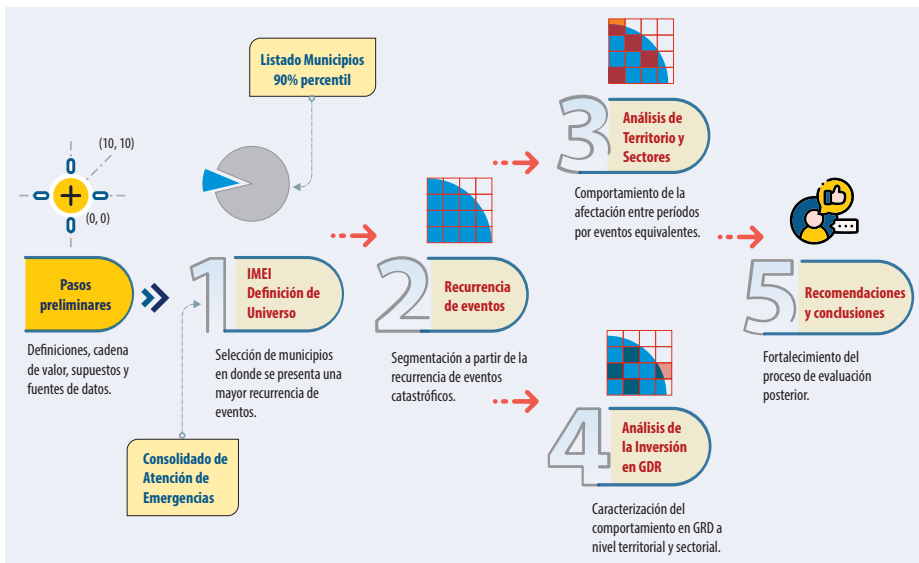 Listado Municipios
90% percentil
(10, 10)
(0, 0)
Pasos
preliminares
Definiciones, cadena
de valor, supuestos y
fuentes de datos.
1
IMEI
Definición de
Universo
Selección de municipios
en donde se presenta una
mayor recurrencia de
eventos.
Consolidado de
Atención de
Emergencias
2
Recurrencia
de eventos
Segmentación a partir de la
recurrencia de eventos
catastróficos.
3
Análisis de
Territorio y
Sectores
Comportamiento de la
afectación entre períodos
por eventos equivalentes.
4
Análisis de
la Inversión
en GDR
Caracterización del
comportamiento en GRD a
nivel territorial y sectorial.
5
Recomendaciones
y conclusiones
Fortalecimiento del
proceso de evaluación
posterior.